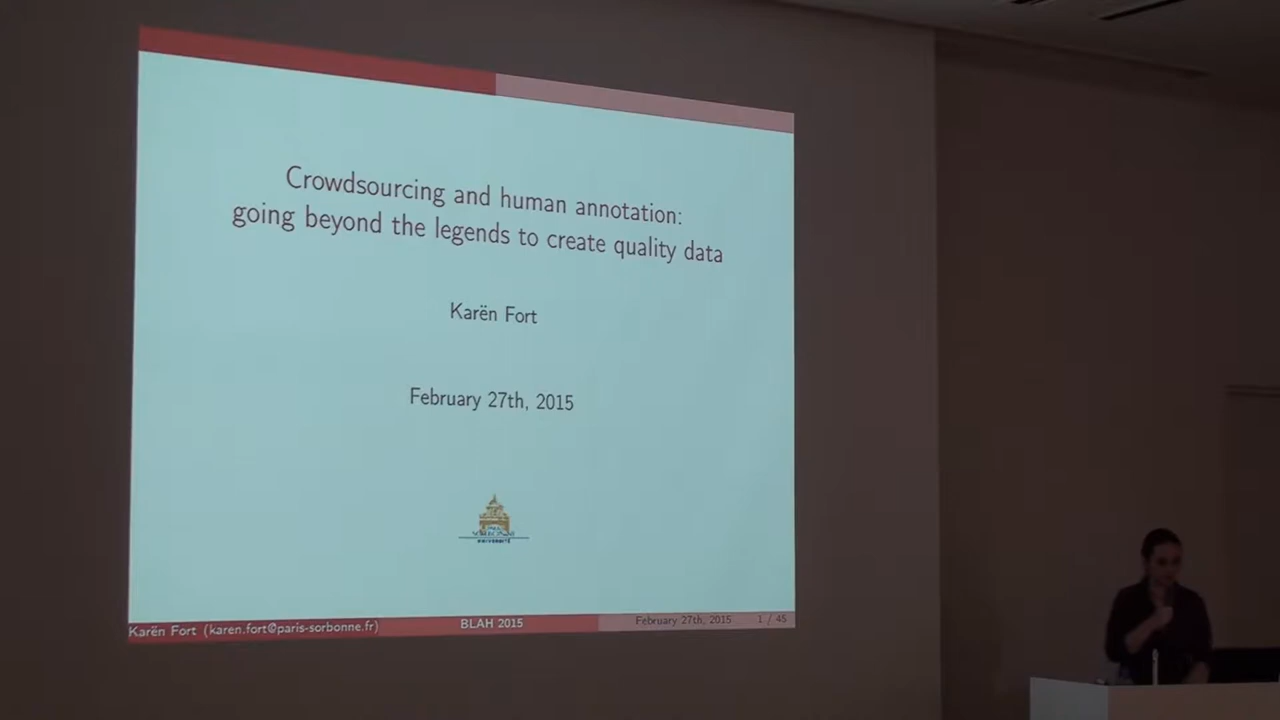 Crowdsourcing and human annotation:
going beyond the legends to create quality data
Karën Fort
February 27th, 2015
Karën Fort (karen.fort@paris-sorbonne.fr)
BLAH 2015
February 27th, 2015
1 / 45